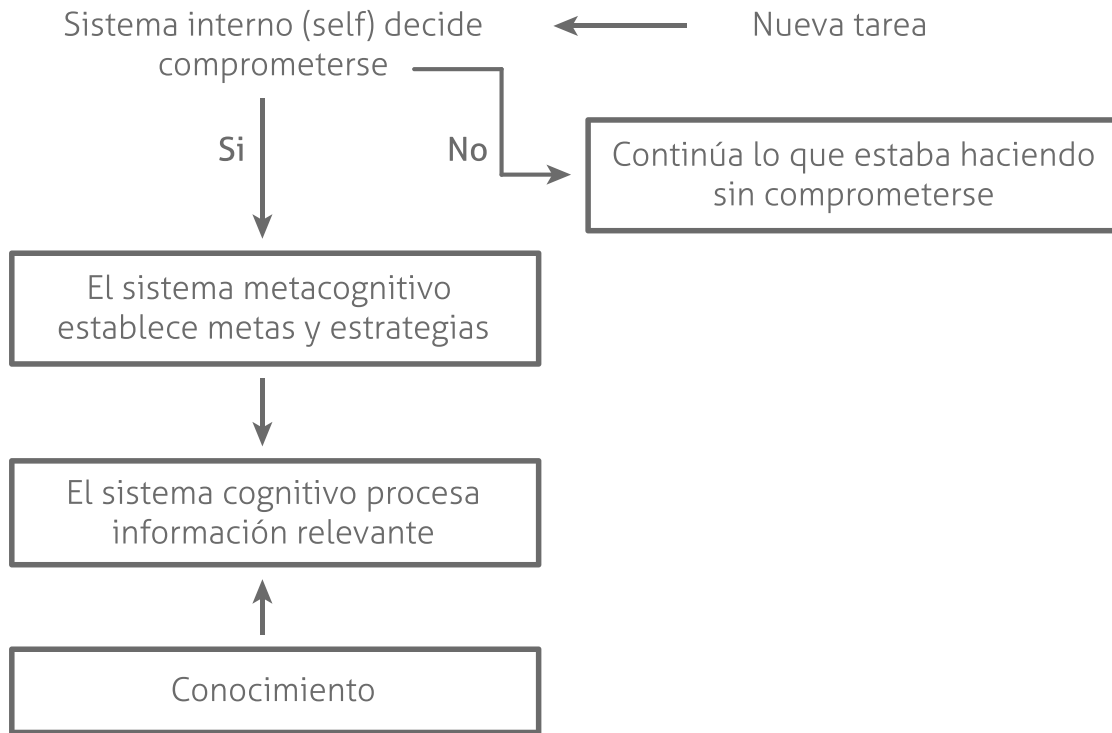 Sistema interno (self) decide
comprometerse
Nueva tarea
Si
No
Continúa lo que estaba haciendo
sin comprometerse
El sistema metacognitivo
establece metas y estrategias
El sistema cognitivo procesa
información relevante
Conocimiento